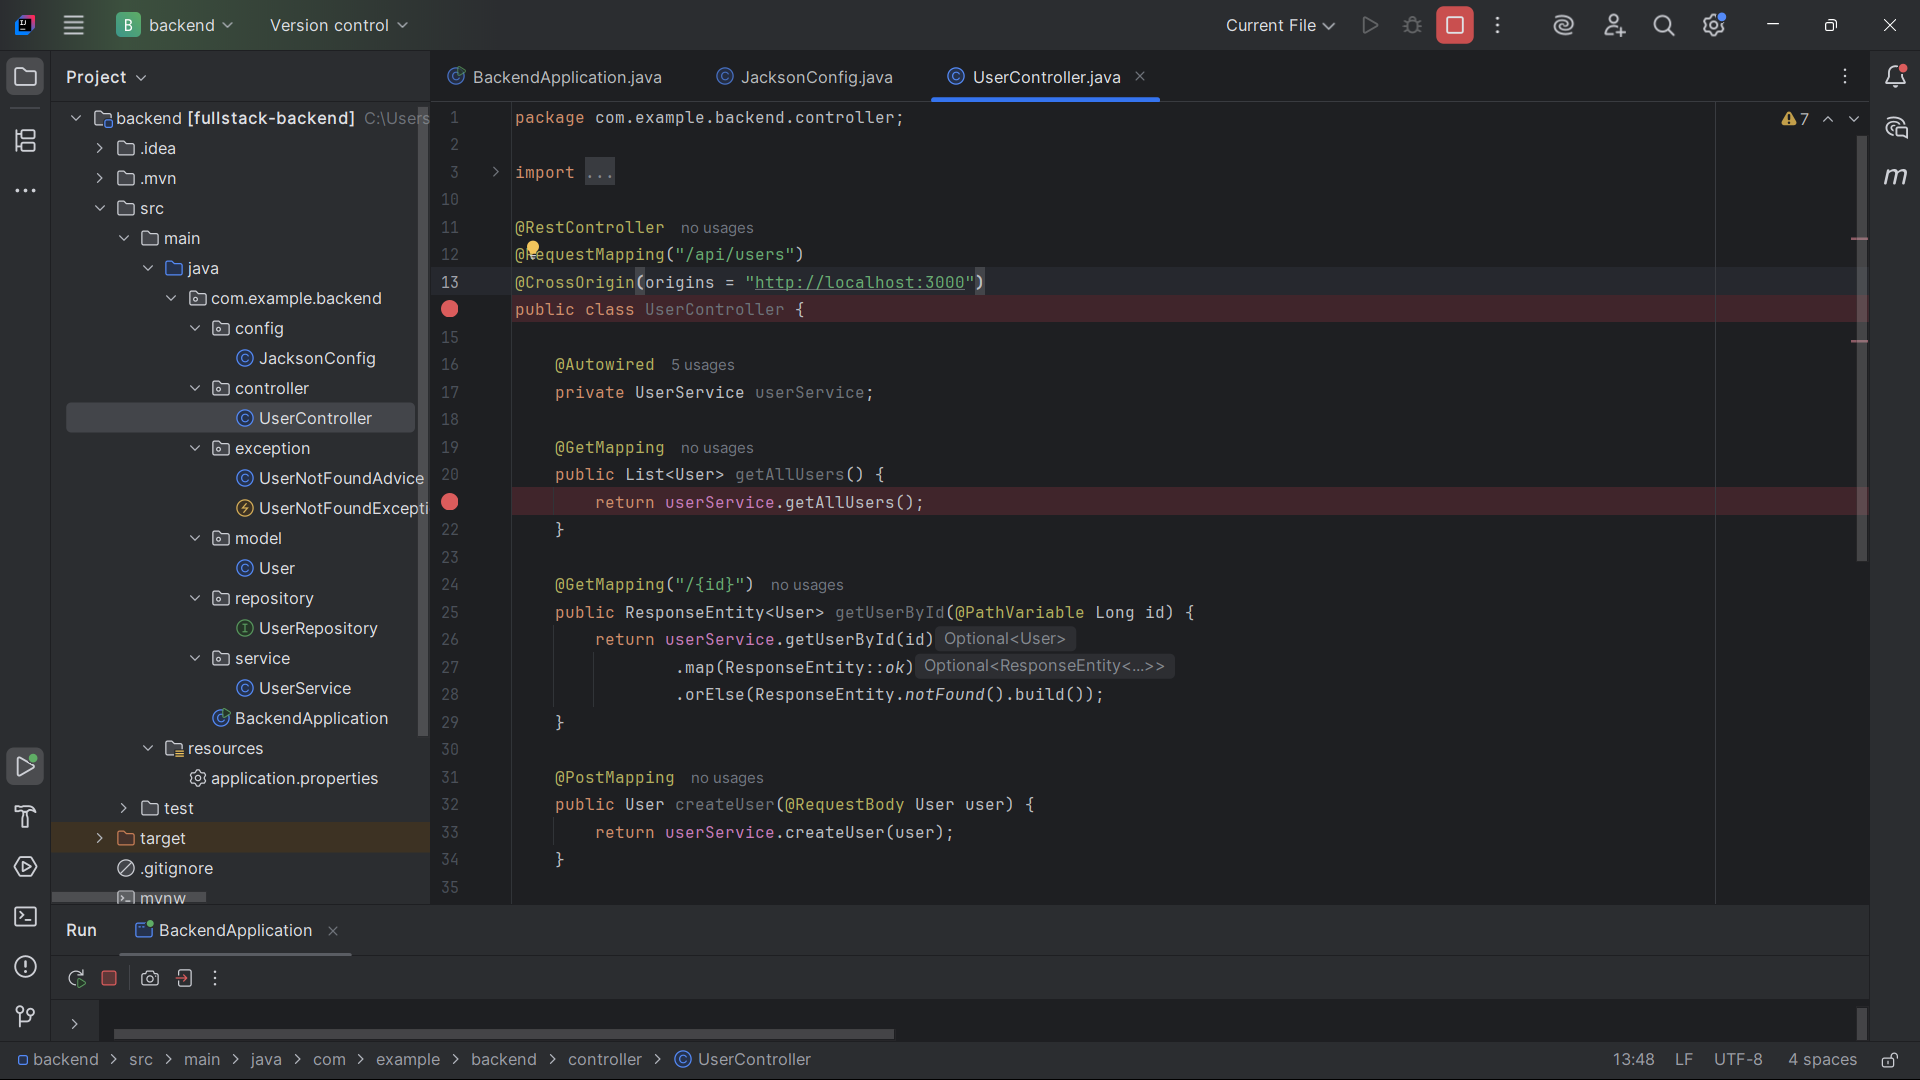 B backend Version control Current File
Project
BackendApplication.java JacksonConfig.java UserController.java
backend [fullstack-backend] C:\Users
.idea
.mvn
src
main
java
com.example.backend
config
JacksonConfig
controller
UserController
exception
UserNotFoundAdvice
UserNotFoundExcepti
model
User
repository
UserRepository
service
UserService
BackendApplication
resources
application.properties
test
target
.gitignore
mvnw
7
1 package com.example.backend.controller;
2
3 import ...
10
11 @RestController no usages
12 @RequestMapping("/api/users")
13 @CrossOrigin(origins = "http://localhost:3000")
public class UserController {
15
16 @Autowired 5 usages
17 private UserService userService;
18
19 @GetMapping no usages
20 public List<User> getAllUsers() {
return userService.getAllUsers();
22 }
23
24 @GetMapping("/{id}") no usages
25 public ResponseEntity<User> getUserById(@PathVariable Long id) {
26 return userService.getUserById(id) Optional<User>
27 .map(ResponseEntity::ok) Optional<ResponseEntity<...>>
28 .orElse(ResponseEntity.notFound().build());
29 }
30
31 @PostMapping no usages
32 public User createUser(@RequestBody User user) {
33 return userService.createUser(user);
34 }
35
Run BackendApplication
backend > src > main > java > com > example > backend > controller > UserController 13:48 LF UTF-8 4 spaces